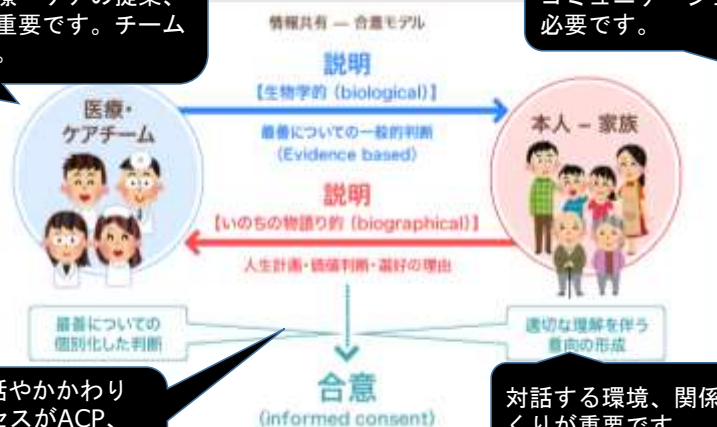 療・ケアの提案、
重要です。チーム
。
コミュニケーショ
必要です。
情報共有 ― 合意モデル
説明
【生物学的（biological）】
医療・
ケアチーム
最善についての一般的判断
（Evidence based）
本人 – 家族
説明
【いのちの物語り的（biographical）】
人生計画・価値判断・選好の理由
最善についての
個別化した判断
適切な理解を伴う
意向の形成
合意
（informed consent）
話やかかわり
セスがACP、
対話する環境、関係
くりが重要です